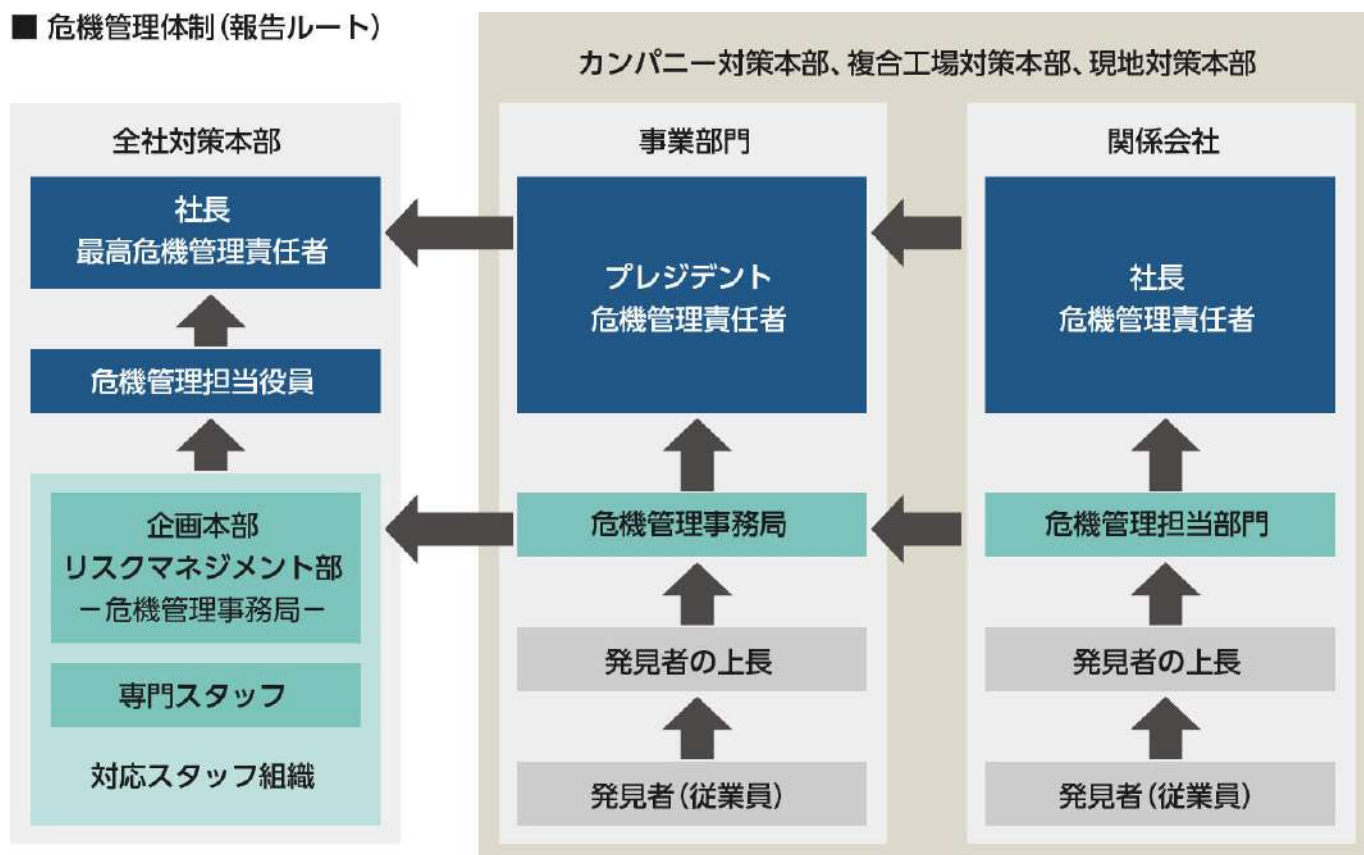 ■ 危機管理体制（報告ルート）
カンパニー対策本部、複合工場対策本部、現地対策本部
全社対策本部
社長
最高危機管理責任者
危機管理担当役員
企画本部
リスクマネジメント部
－危機管理事務局－
専門スタッフ
対応スタッフ組織
事業部門
プレジデント
危機管理責任者
危機管理事務局
発見者の上長
発見者（従業員）
関係会社
社長
危機管理責任者
危機管理担当部門
発見者の上長
発見者（従業員）